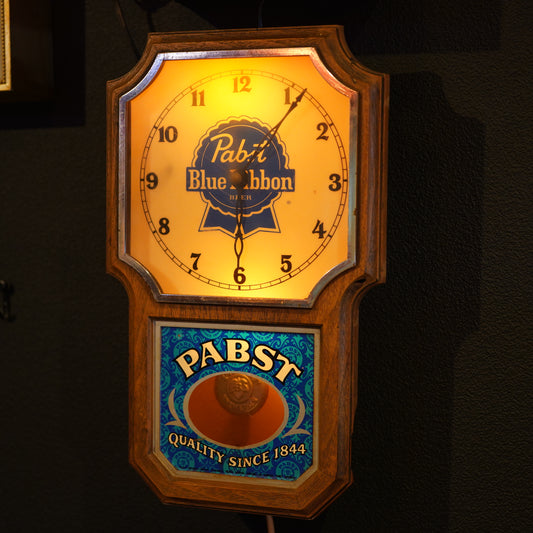 12
11 1
10 2
Pabst
9 Blue Ribbon 3
BEER
8 4
7 5
6
PABST
QUALITY SINCE 1844